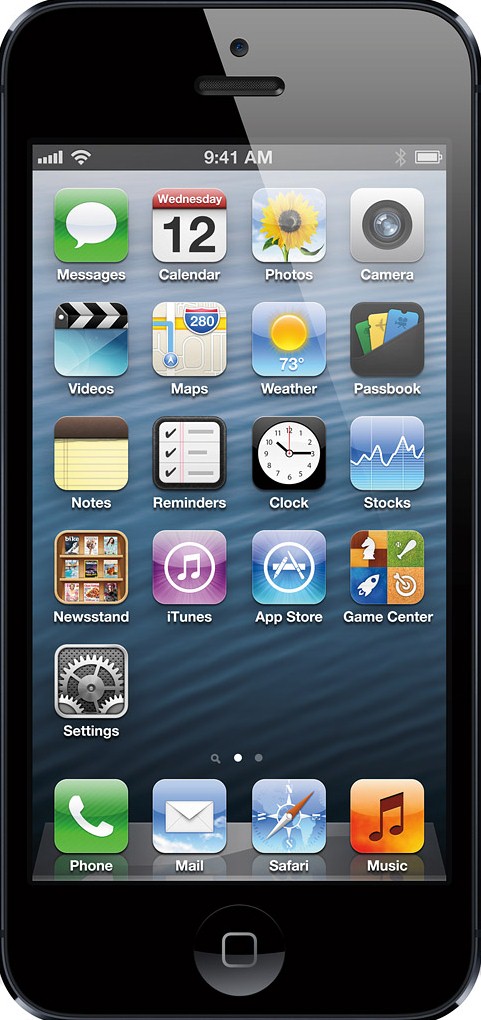 9:41 AM
Wednesday
12
280
73°
Messages Calendar Photos Camera
Videos Maps Weather Passbook
Notes Reminders Clock Stocks
bike
Newsstand iTunes App Store Game Center
Settings
Phone Mail Safari Music